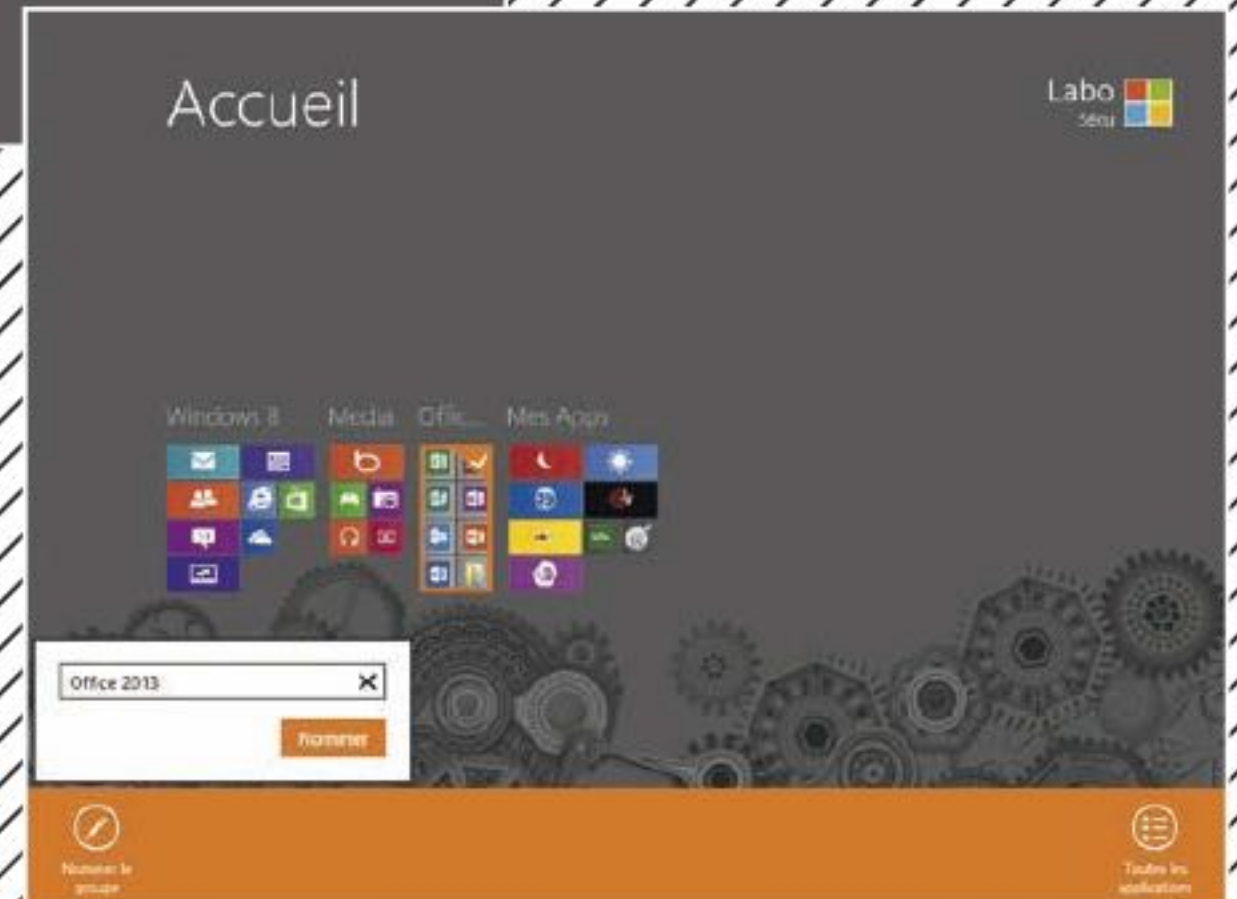 Accueil
Labo
Windows 8
Media
Offic...
Mes Apps
Office 2013
Nommer
Nommer le
groupe
Toutes les
applications